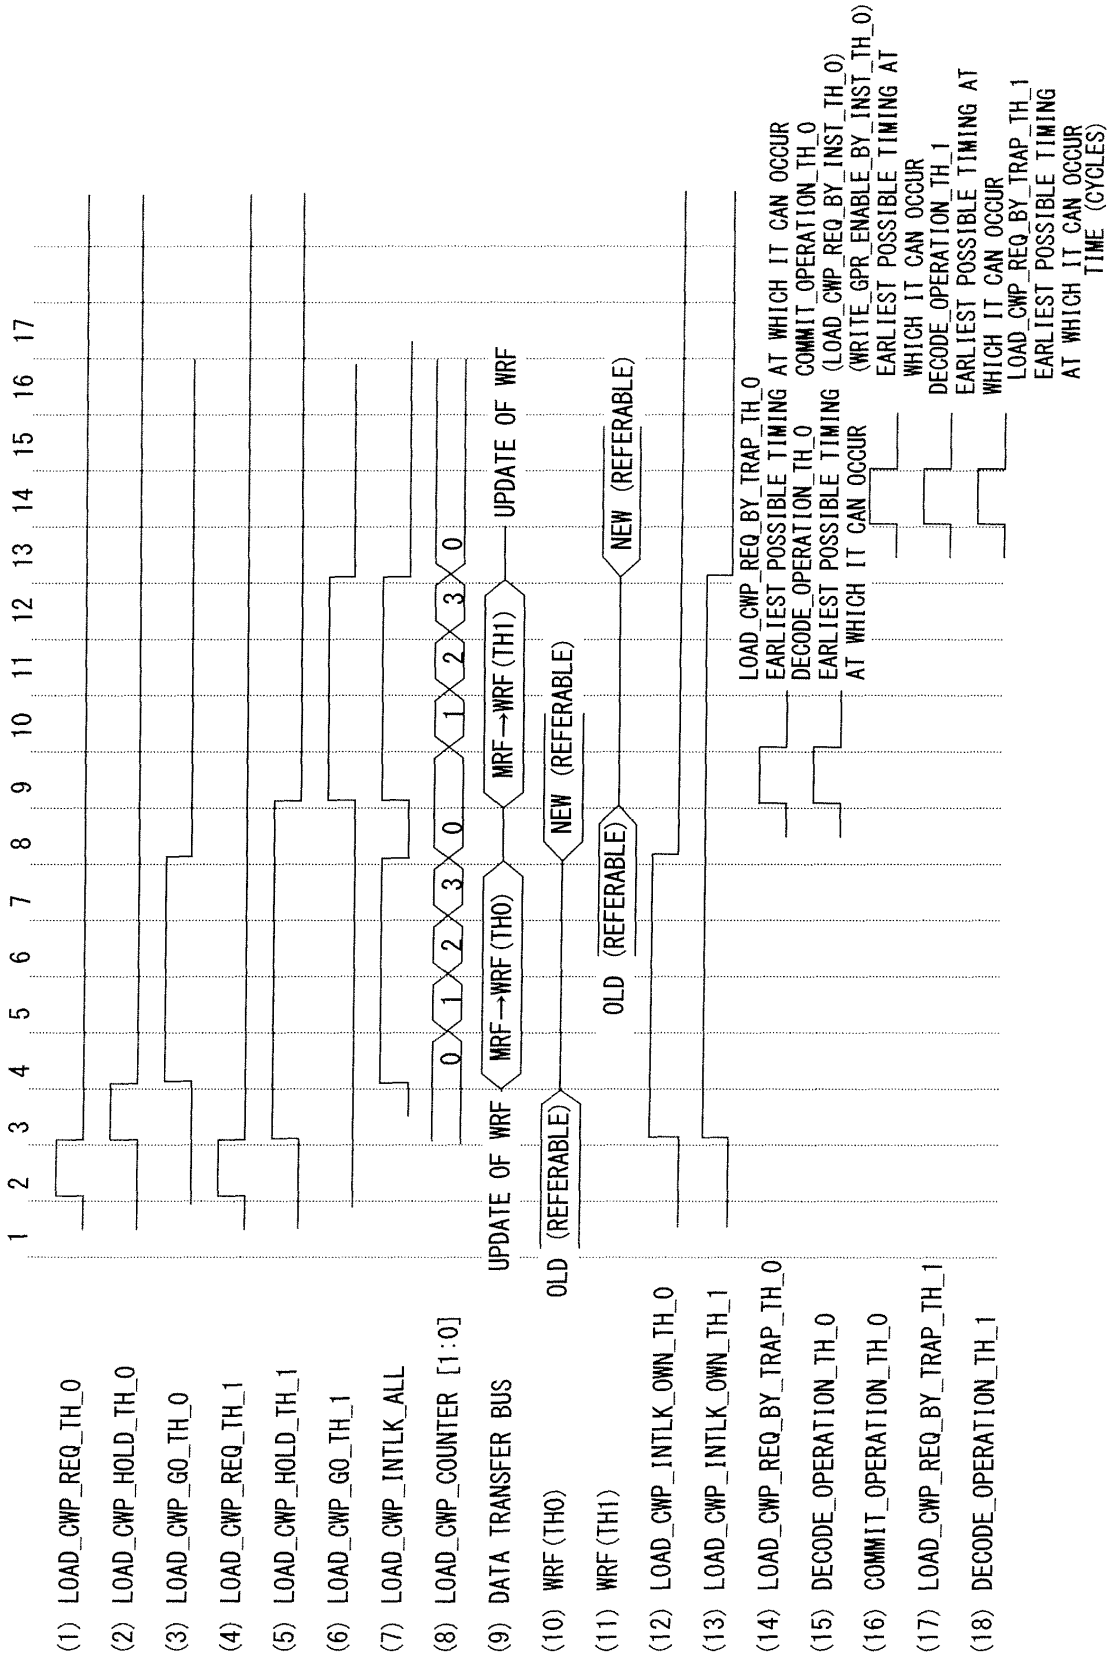 1 2 3 4 5 6 7 8 9 10 11 12 13 14 15 16 17
(1) LOAD_CWP_REQ_TH_0
(2) LOAD_CWP_HOLD_TH_0
(3) LOAD_CWP_GO_TH_0
(4) LOAD_CWP_REQ_TH_1
(5) LOAD_CWP_HOLD_TH_1
(6) LOAD_CWP_GO_TH_1
(7) LOAD_CWP_INTLK_ALL
(8) LOAD_CWP_COUNTER [1:0]
0 1 2 3 0 1 2 3 0
(9) DATA TRANSFER BUS
UPDATE OF WRF MRF→WRF(TH0) MRF→WRF(TH1) UPDATE OF WRF
(10) WRF(TH0)
OLD (REFERABLE) NEW (REFERABLE)
(11) WRF(TH1)
OLD (REFERABLE) NEW (REFERABLE)
(12) LOAD_CWP_INTLK_OWN_TH_0
(13) LOAD_CWP_INTLK_OWN_TH_1
(14) LOAD_CWP_REQ_BY_TRAP_TH_0
LOAD_CWP_REQ_BY_TRAP_TH_0
EARLIEST POSSIBLE TIMING AT WHICH IT CAN OCCUR
(15) DECODE_OPERATION_TH_0
DECODE_OPERATION_TH_0
EARLIEST POSSIBLE TIMING
AT WHICH IT CAN OCCUR
(16) COMMIT_OPERATION_TH_0
COMMIT_OPERATION_TH_0
(LOAD_CWP_REQ_BY_INST_TH_0)
(WRITE_GPR_ENABLE_BY_INST_TH_0)
EARLIEST POSSIBLE TIMING AT
WHICH IT CAN OCCUR
(17) LOAD_CWP_REQ_BY_TRAP_TH_1
DECODE_OPERATION_TH_1
EARLIEST POSSIBLE TIMING AT
WHICH IT CAN OCCUR
(18) DECODE_OPERATION_TH_1
LOAD_CWP_REQ_BY_TRAP_TH_1
EARLIEST POSSIBLE TIMING
AT WHICH IT CAN OCCUR
TIME (CYCLES)